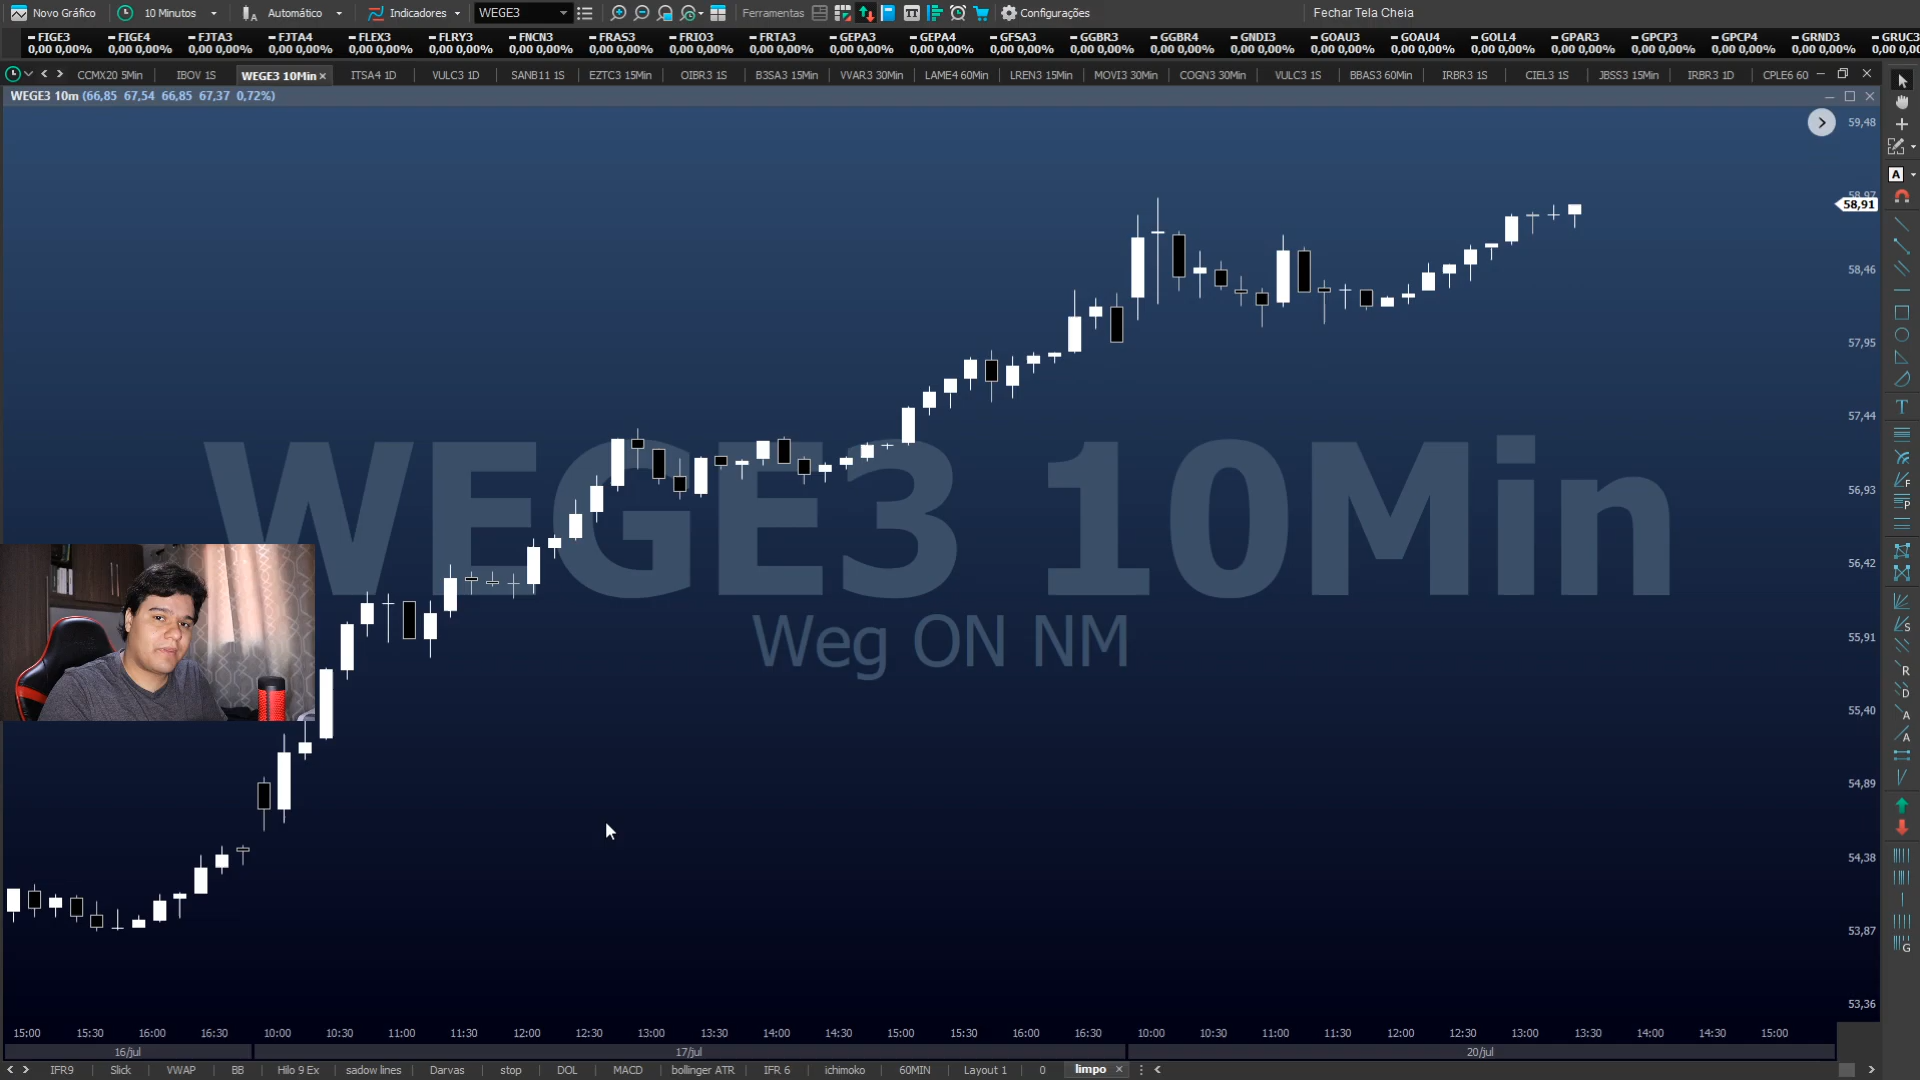 Novo Gráfico 10 Minutos Automático Indicadores WEGE3 Ferramentas Configurações Fechar Tela Cheia
FIGE3 FIGE4 FJTA3 FJTA4 FLEX3 FLRY3 FNCN3 FRAS3 FRIO3 FRTA3 GEPA3 GEPA4 GFSA3 GGBR3 GGBR4 GNDI3 GOAU3 GOAU4 GOLL4 GPAR3 GPCP3 GPCP4 GRND3 GRUC3
0,00 0,00% 0,00 0,00% 0,00 0,00% 0,00 0,00% 0,00 0,00% 0,00 0,00% 0,00 0,00% 0,00 0,00% 0,00 0,00% 0,00 0,00% 0,00 0,00% 0,00 0,00% 0,00 0,00% 0,00 0,00% 0,00 0,00% 0,00 0,00% 0,00 0,00% 0,00 0,00% 0,00 0,00% 0,00 0,00% 0,00 0,00% 0,00 0,00% 0,00 0,00% 0,00 0,0
CCMX20 5Min IBOV 1S WEGE3 10Min ITSA4 1D VULC3 1D SANB11 1S EZTC3 15Min OIBR3 1S B3SA3 15Min VVAR3 30Min LAME4 60Min LREN3 15Min MOVI3 30Min COGN3 30Min VULC3 1S BBAS3 60Min IRBR3 1S CIEL3 1S JBSS3 15Min IRBR3 1D CPLE6 60
WEGE3 10m (66,85 67,54 66,85 67,37 0,72%)
59,48
58,97
58,91
58,46
57,95
57,44
56,93
56,42
55,91
55,40
54,89
54,38
53,87
53,36
WEGE3 10Min
Weg ON NM
15:00 15:30 16:00 16:30 10:00 10:30 11:00 11:30 12:00 12:30 13:00 13:30 14:00 14:30 15:00 15:30 16:00 16:30 10:00 10:30 11:00 11:30 12:00 12:30 13:00 13:30 14:00 14:30 15:00
16/jul 17/jul 20/jul
IFR9 Slick VWAP BB Hilo 9 Ex sadow lines Darvas stop DOL MACD bollinger ATR IFR 6 ichimoko 60MIN Layout 1 0 limpo